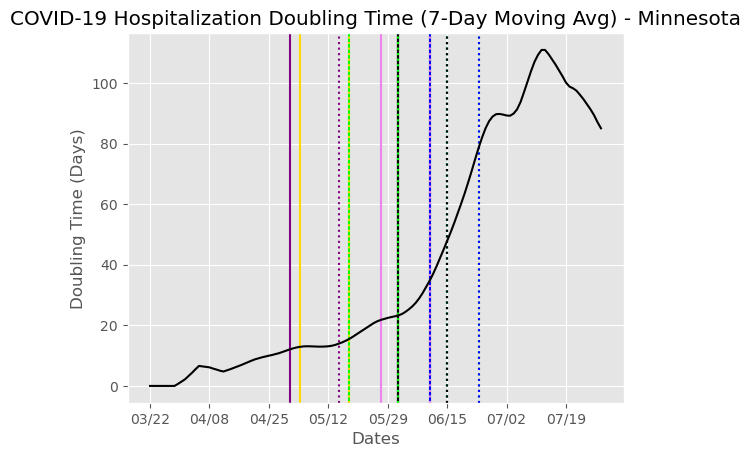 COVID-19 Hospitalization Doubling Time (7-Day Moving Avg) - Minnesota
Doubling Time (Days)
100
80
60
40
20
0
03/22 04/08 04/25 05/12 05/29 06/15 07/02 07/19
Dates